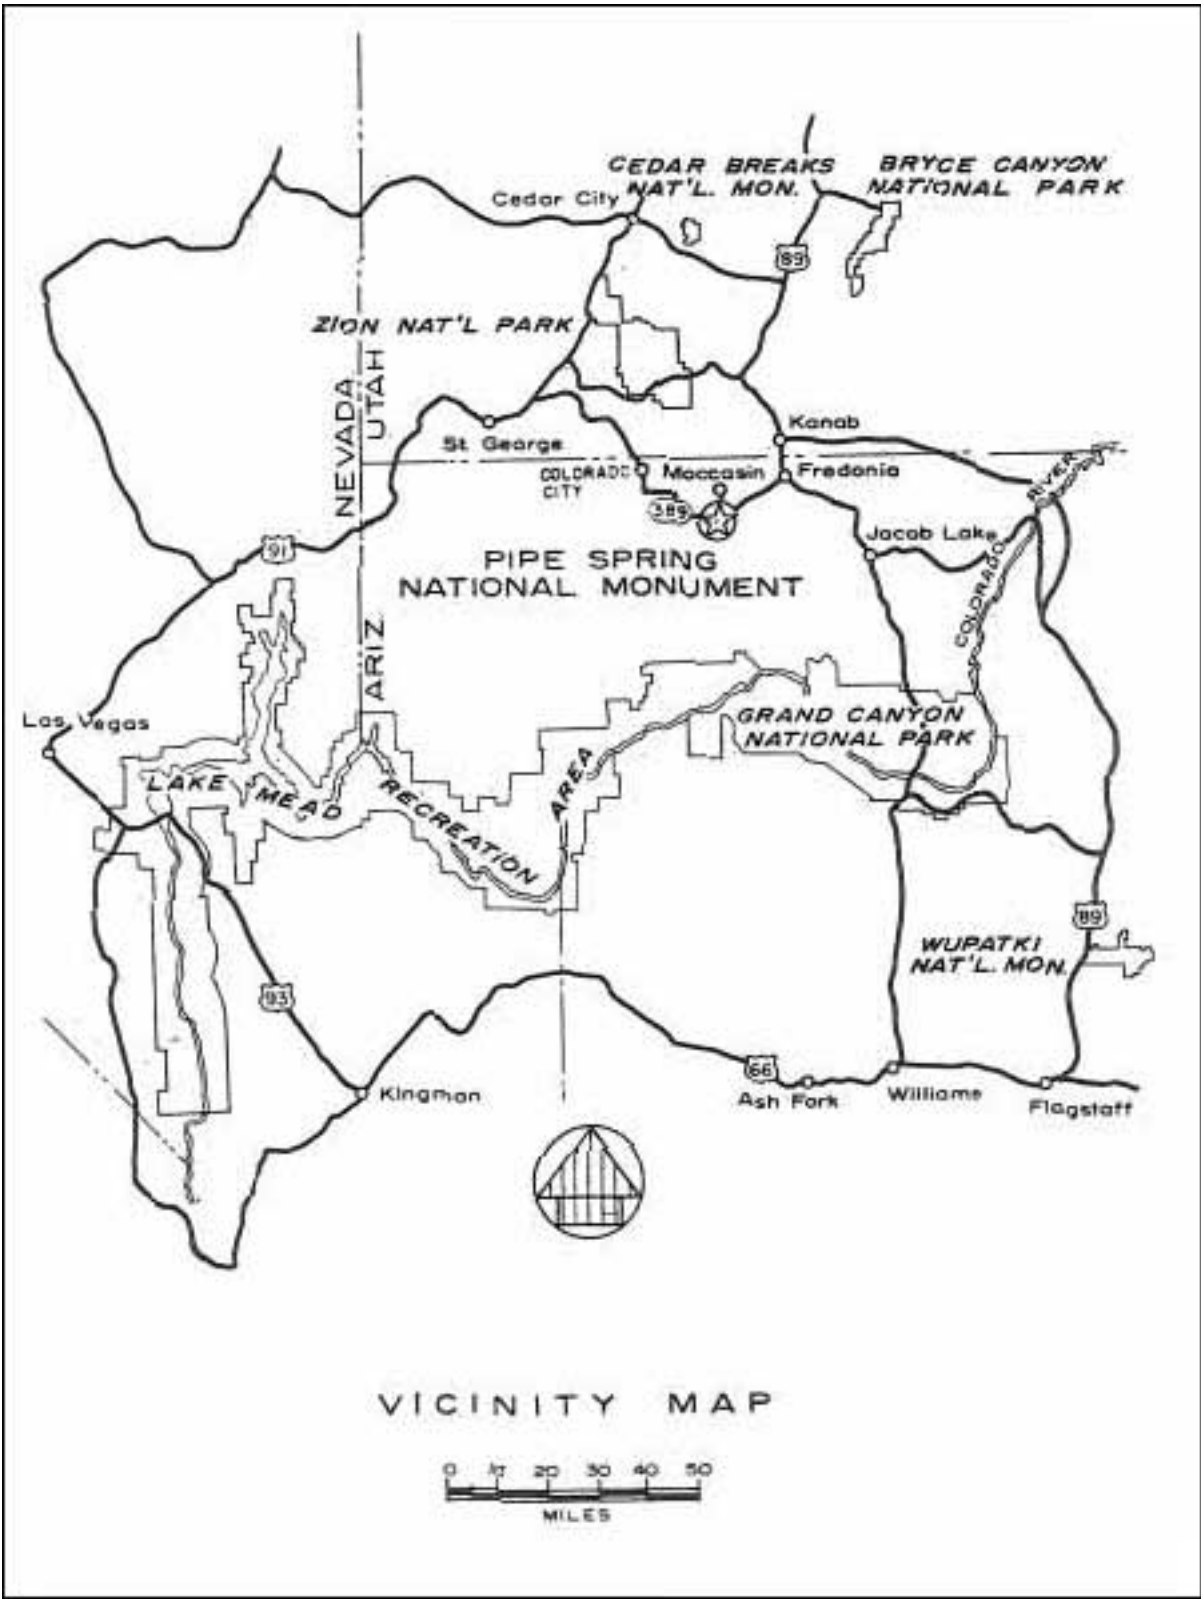 CEDAR BREAKS
NAT'L. MON.
BRYCE CANYON
NATIONAL PARK
Cedar City
89
ZION NAT'L PARK
NEVADA
UTAH
St George
Kanab
COLORADO
CITY
Moccasin
Fredonia
389
RIVER
COLORADO
Jacob Lake
91
PIPE SPRING
NATIONAL MONUMENT
ARIZ
Las Vegas
GRAND CANYON
NATIONAL PARK
LAKE MEAD RECREATION AREA
89
WUPATKI
NAT'L. MON.
93
66
Kingman
Ash Fork
Williams
Flagstaff
VICINITY MAP
0 10 20 30 40 50
MILES